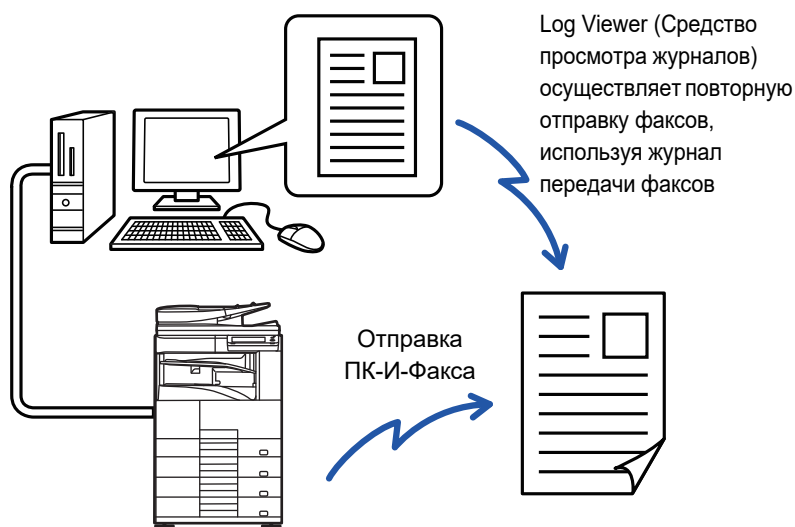 Log Viewer (Средство
просмотра журналов)
осуществляет повторную
отправку факсов,
используя журнал
передачи факсов
Отправка
ПК-И-Факса